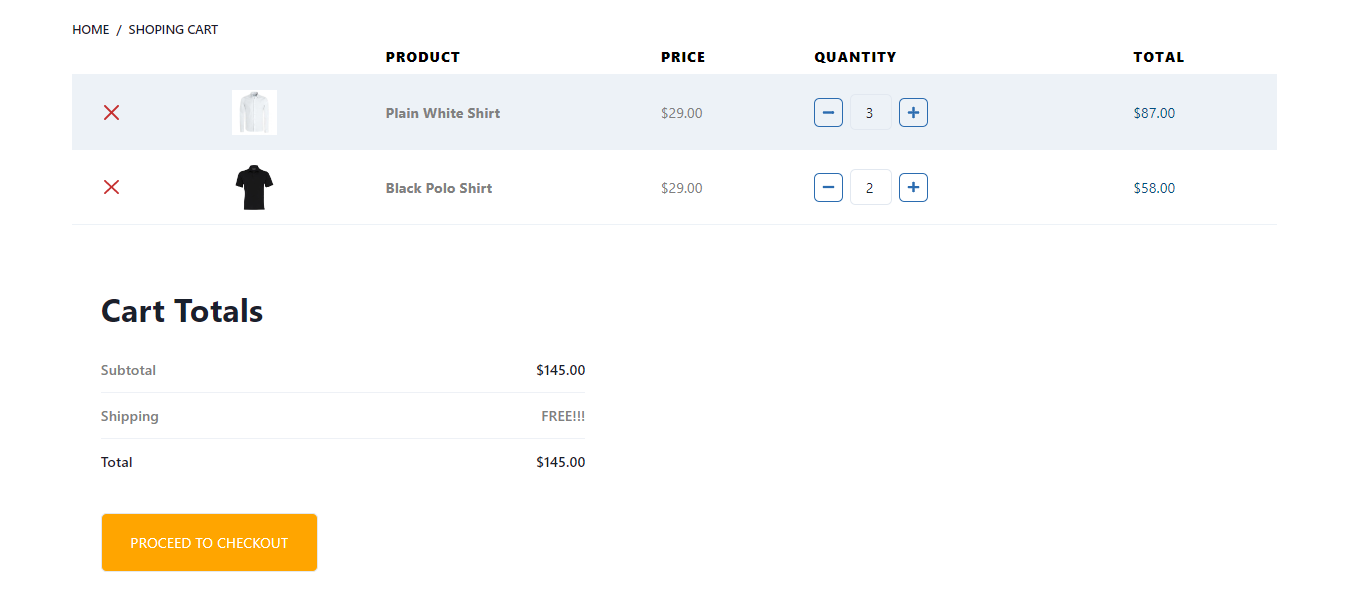 HOME / SHOPING CART
PRODUCT PRICE QUANTITY TOTAL
Plain White Shirt $29.00 3 $87.00
Black Polo Shirt $29.00 2 $58.00
Cart Totals
Subtotal $145.00
Shipping FREE!!!
Total $145.00
PROCEED TO CHECKOUT